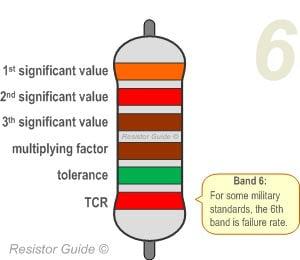 6
1st significant value
2nd significant value
3th significant value
Resistor Guide ©
multiplying factor
tolerance
TCR
Band 6:
For some military
standards, the 6th
band is failure rate.
Resistor Guide ©